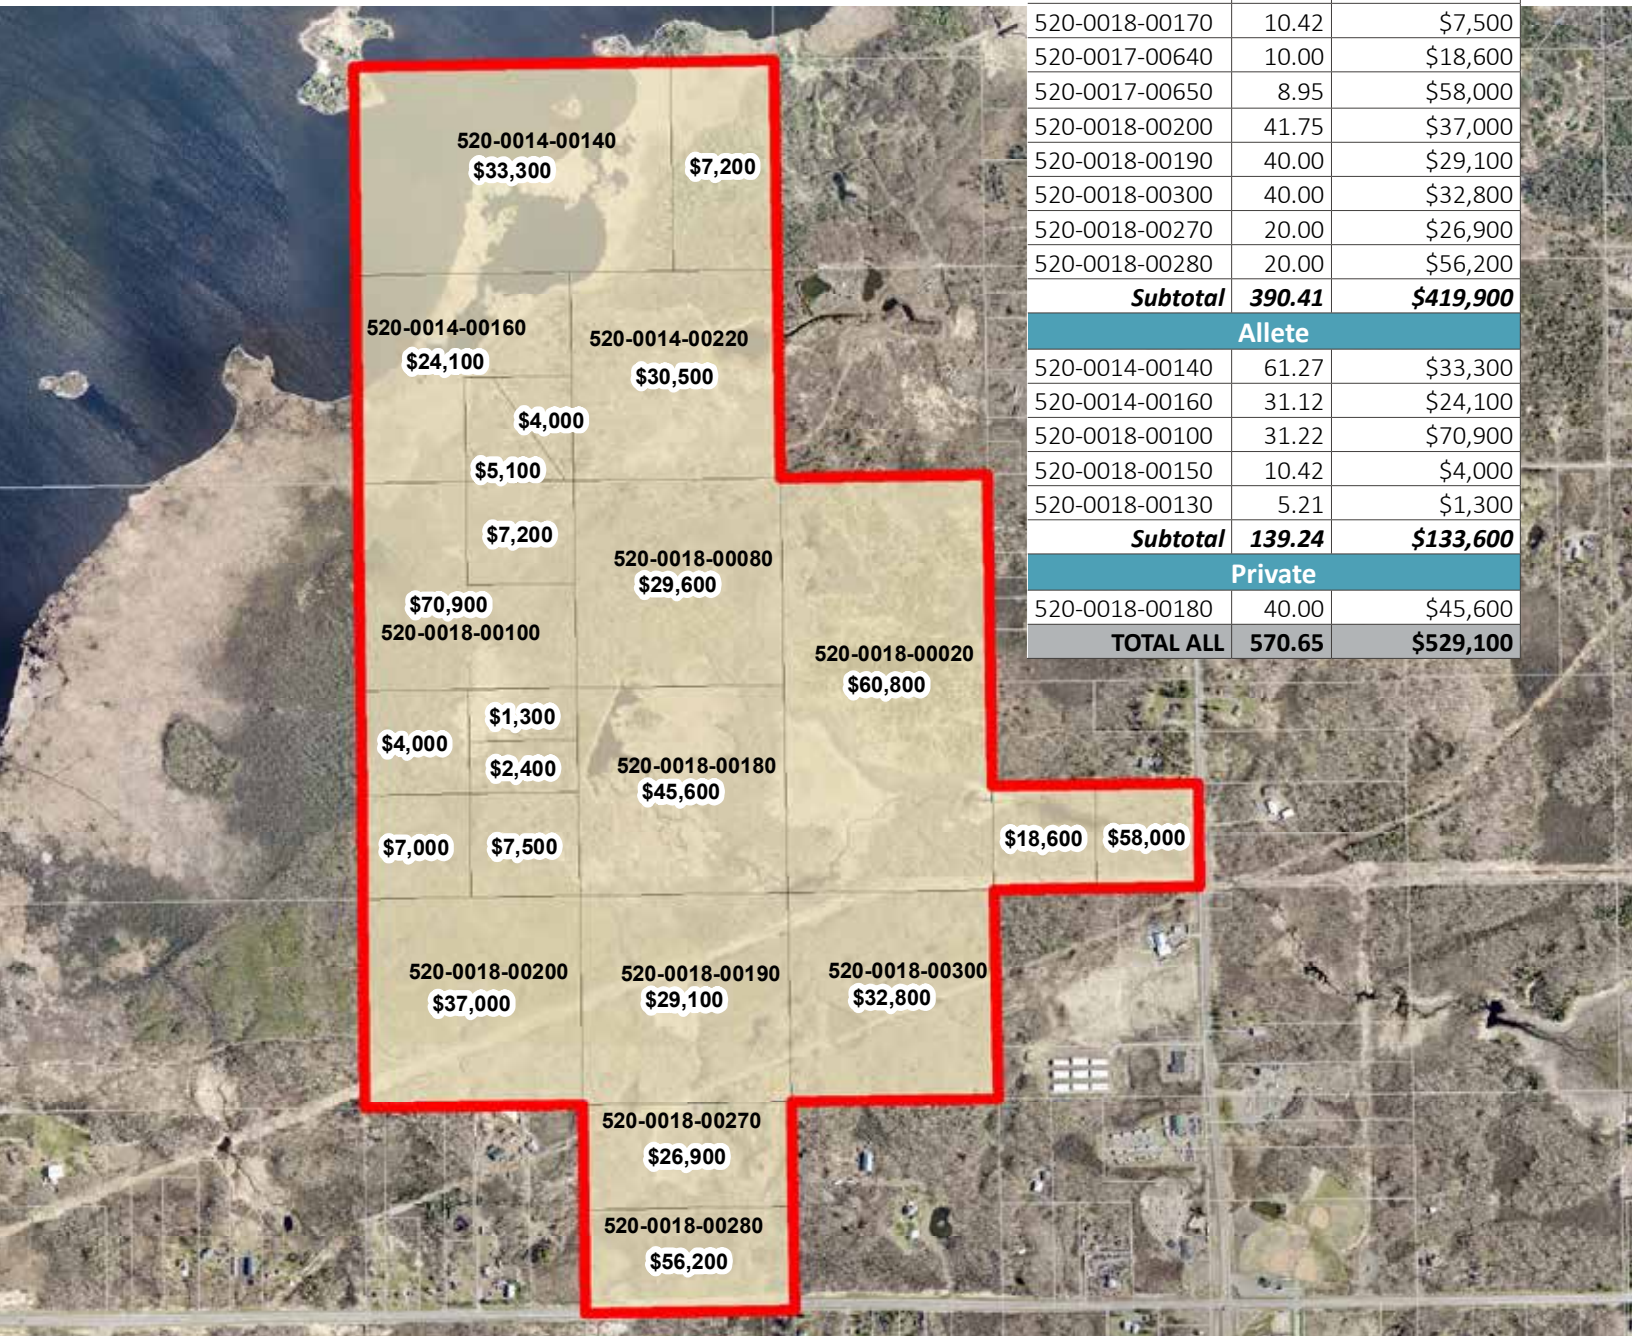 520-0018-00170 10.42 $7,500
520-0017-00640 10.00 $18,600
520-0017-00650 8.95 $58,000
520-0018-00200 41.75 $37,000
520-0018-00190 40.00 $29,100
520-0018-00300 40.00 $32,800
520-0018-00270 20.00 $26,900
520-0018-00280 20.00 $56,200
Subtotal 390.41 $419,900
Allete
520-0014-00140 61.27 $33,300
520-0014-00160 31.12 $24,100
520-0018-00100 31.22 $70,900
520-0018-00150 10.42 $4,000
520-0018-00130 5.21 $1,300
Subtotal 139.24 $133,600
Private
520-0018-00180 40.00 $45,600
TOTAL ALL 570.65 $529,100
520-0014-00140
$33,300
$7,200
520-0014-00160
$24,100
520-0014-00220
$30,500
$4,000
$5,100
$7,200
520-0018-00080
$29,600
$70,900
520-0018-00100
520-0018-00020
$60,800
$1,300
$4,000
$2,400
520-0018-00180
$45,600
$7,000
$7,500
$18,600
$58,000
520-0018-00200
$37,000
520-0018-00190
$29,100
520-0018-00300
$32,800
520-0018-00270
$26,900
520-0018-00280
$56,200